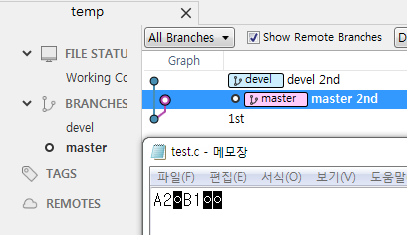 temp
All Branches
Show Remote Branches
Graph
FILE STATU
Working Co
devel devel 2nd
master master 2nd
BRANCHES
1st
devel
master
TAGS
REMOTES
test.c - 메모장
파일(F) 편집(E) 서식(O) 보기(V) 도움말
A2◙B1◙◙